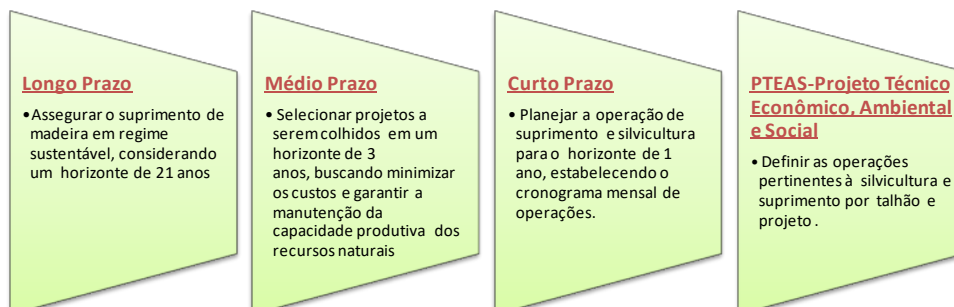 Longo Prazo
•Assegurar o suprimento de
madeira em regime
sustentável, considerando
um horizonte de 21 anos
Médio Prazo
• Selecionar projetos a
serem colhidos em um
horizonte de 3
anos, buscando minimizar
os custos e garantir a
manutenção da
capacidade produtiva dos
recursos naturais
Curto Prazo
• Planejar a operação de
suprimento e silvicultura
para o horizonte de 1
ano, estabelecendo o
cronograma mensal de
operações.
PTEAS-Projeto Técnico
Econômico, Ambiental
e Social
• Definir as operações
pertinentes à silvicultura e
suprimento por talhão e
projeto .